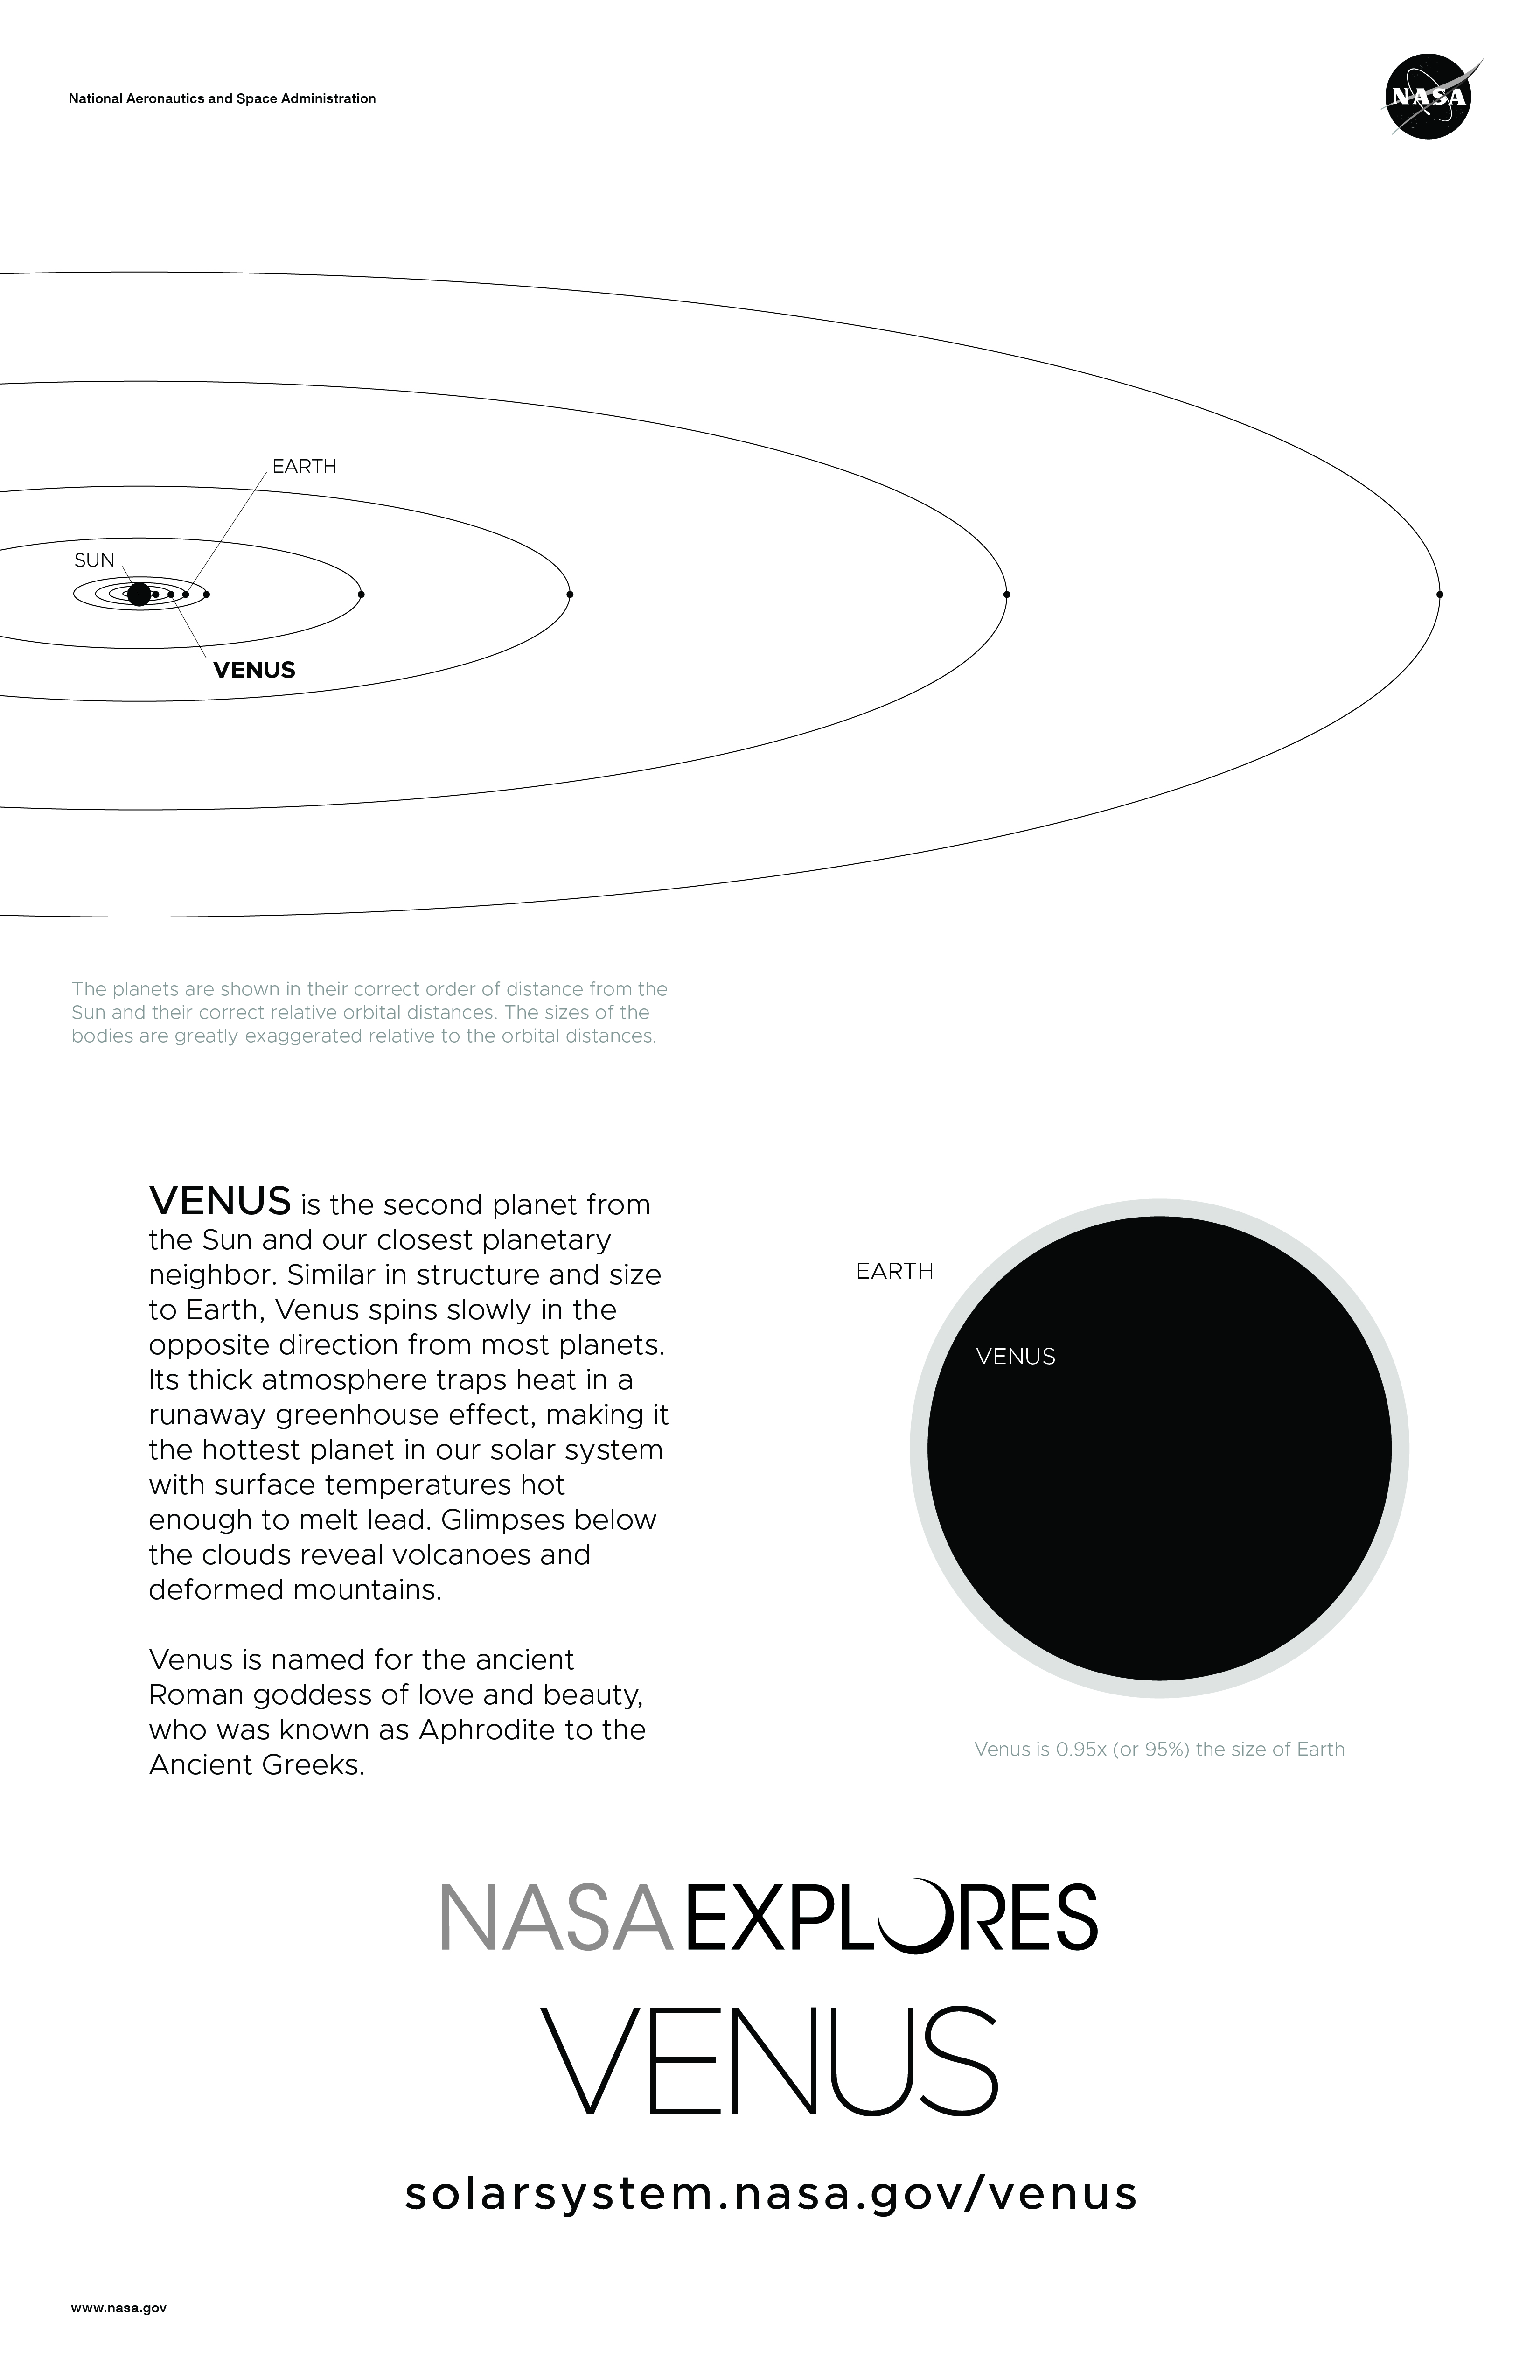 National Aeronautics and Space Administration
NASA
EARTH
SUN
VENUS
The planets are shown in their correct order of distance from the
Sun and their correct relative orbital distances. The sizes of the
bodies are greatly exaggerated relative to the orbital distances.
VENUS is the second planet from
the Sun and our closest planetary
neighbor. Similar in structure and size
to Earth, Venus spins slowly in the
opposite direction from most planets.
Its thick atmosphere traps heat in a
runaway greenhouse effect, making it
the hottest planet in our solar system
with surface temperatures hot
enough to melt lead. Glimpses below
the clouds reveal volcanoes and
deformed mountains.
Venus is named for the ancient
Roman goddess of love and beauty,
who was known as Aphrodite to the
Ancient Greeks.
EARTH
VENUS
Venus is 0.95x (or 95%) the size of Earth
NASA EXPLORES
VENUS
solarsystem.nasa.gov/venus
www.nasa.gov